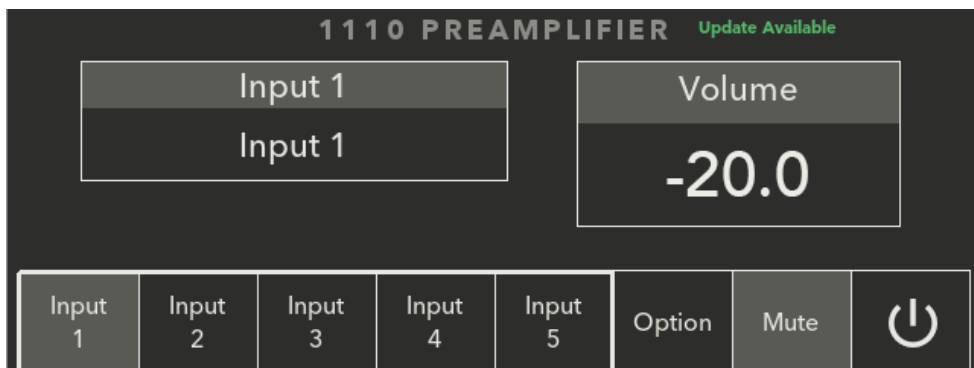 1110 PREAMPLIFIER Update Available
Input 1
Input 1
Volume
-20.0
Input
1
Input
2
Input
3
Input
4
Input
5
Option
Mute